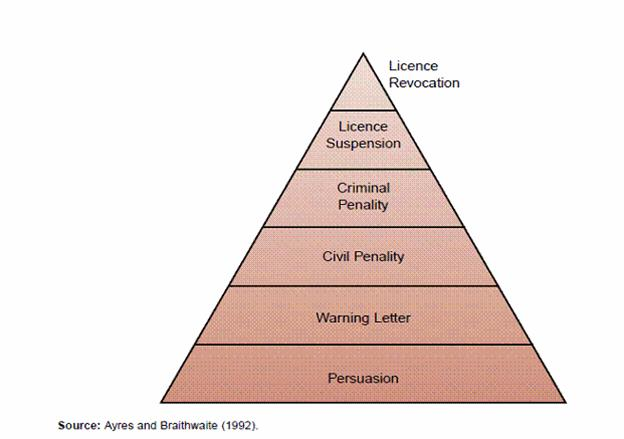 Licence
Revocation
Licence
Suspension
Criminal
Penality
Civil Penality
Warning Letter
Persuasion
Source: Ayres and Braithwaite (1992).